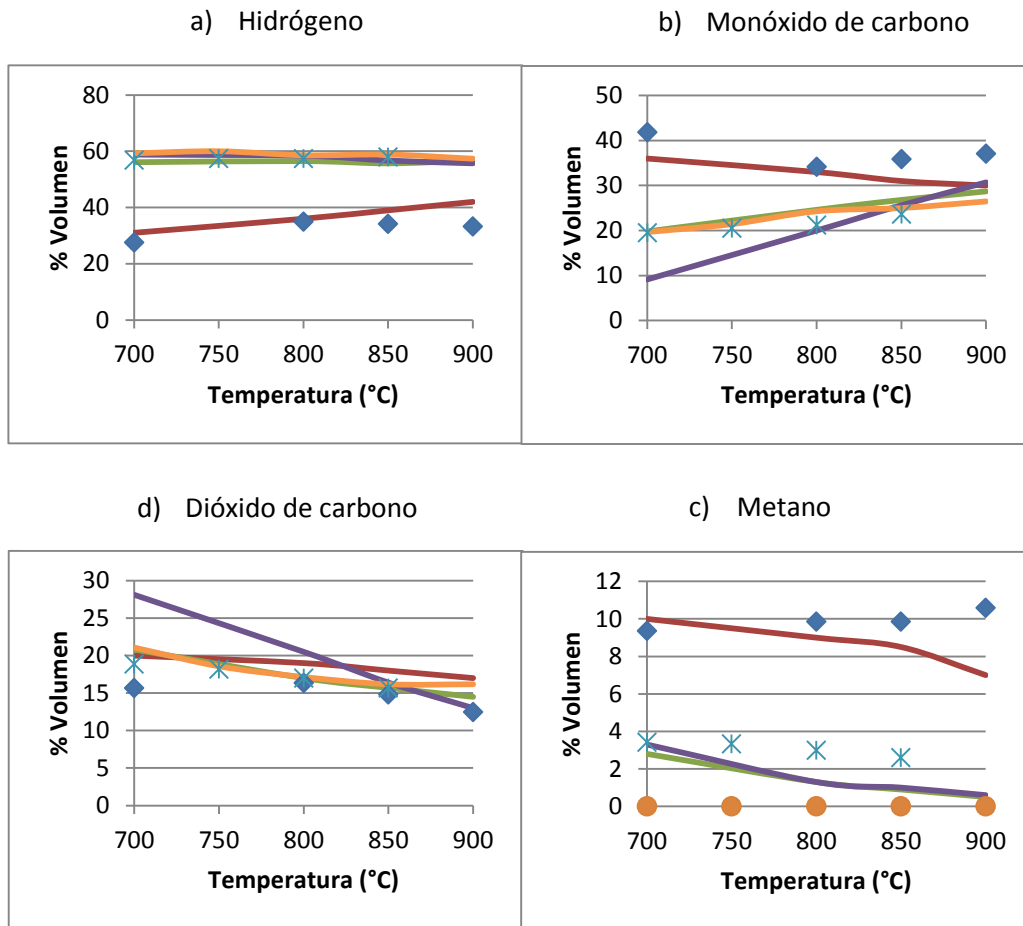 a) Hidrógeno
% Volumen
80
60
40
20
0
700 750 800 850 900
Temperatura (°C)
b) Monóxido de carbono
% Volumen
50
40
30
20
10
0
700 750 800 850 900
Temperatura (°C)
d) Dióxido de carbono
% Volumen
30
25
20
15
10
5
0
700 750 800 850 900
Temperatura (°C)
c) Metano
% Volumen
12
10
8
6
4
2
0
700 750 800 850 900
Temperatura (°C)